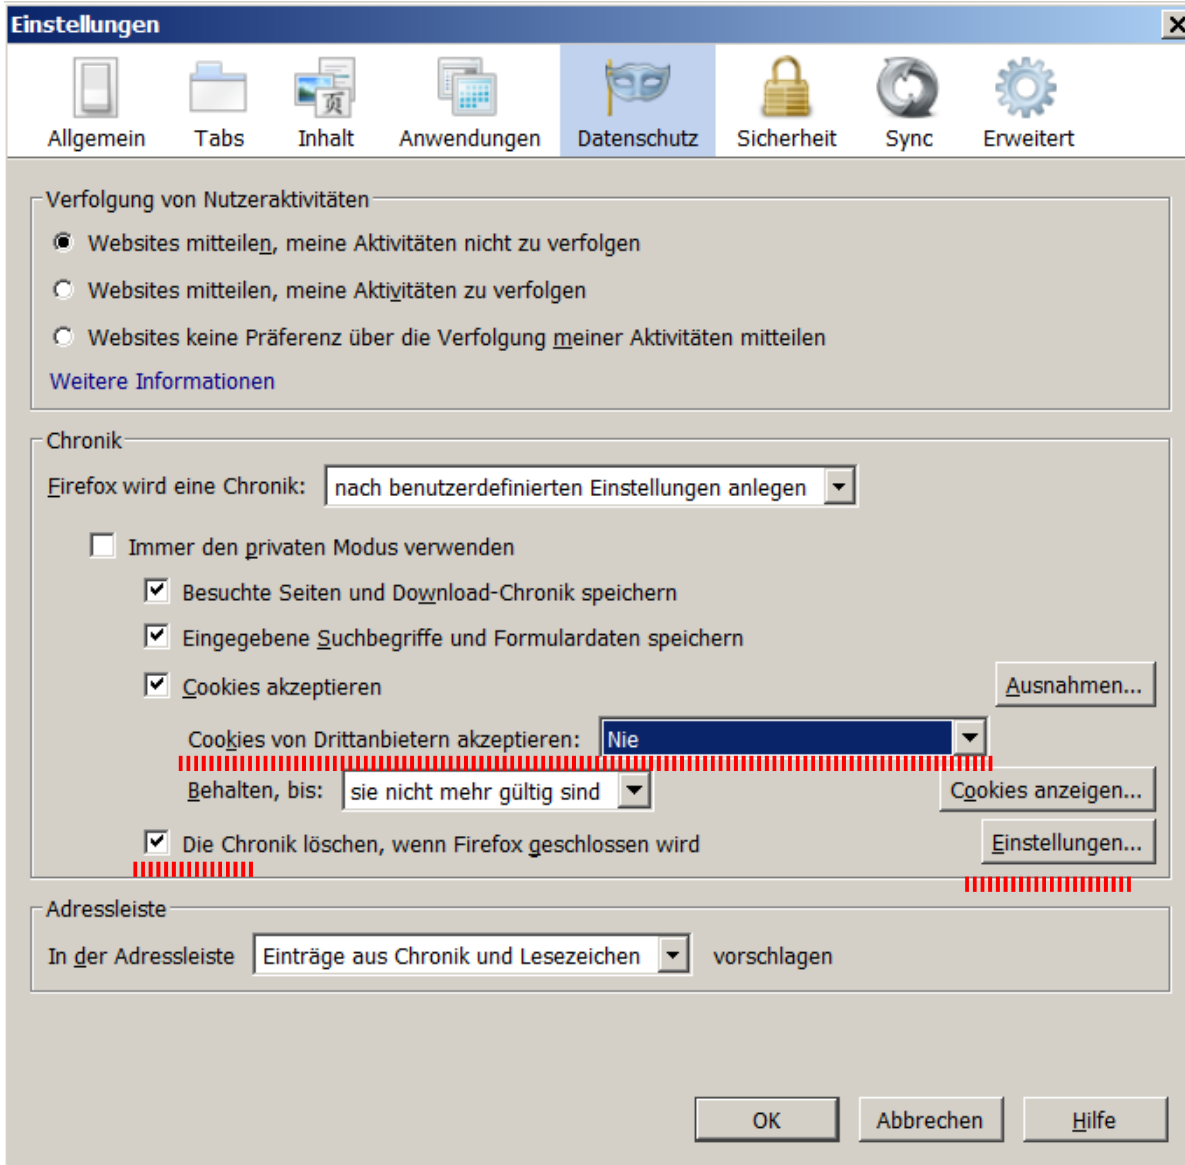 Einstellungen
Allgemein Tabs Inhalt Anwendungen Datenschutz Sicherheit Sync Erweitert
页
Verfolgung von Nutzeraktivitäten
Websites mitteilen, meine Aktivitäten nicht zu verfolgen
Websites mitteilen, meine Aktivitäten zu verfolgen
Websites keine Präferenz über die Verfolgung meiner Aktivitäten mitteilen
Weitere Informationen
Chronik
Firefox wird eine Chronik: nach benutzerdefinierten Einstellungen anlegen
Immer den privaten Modus verwenden
Besuchte Seiten und Download-Chronik speichern
Eingegebene Suchbegriffe und Formulardaten speichern
Cookies akzeptieren Ausnahmen...
Cookies von Drittanbietern akzeptieren: Nie
Behalten, bis: sie nicht mehr gültig sind Cookies anzeigen...
Die Chronik löschen, wenn Firefox geschlossen wird Einstellungen...
Adressleiste
In der Adressleiste Einträge aus Chronik und Lesezeichen vorschlagen
OK Abbrechen Hilfe